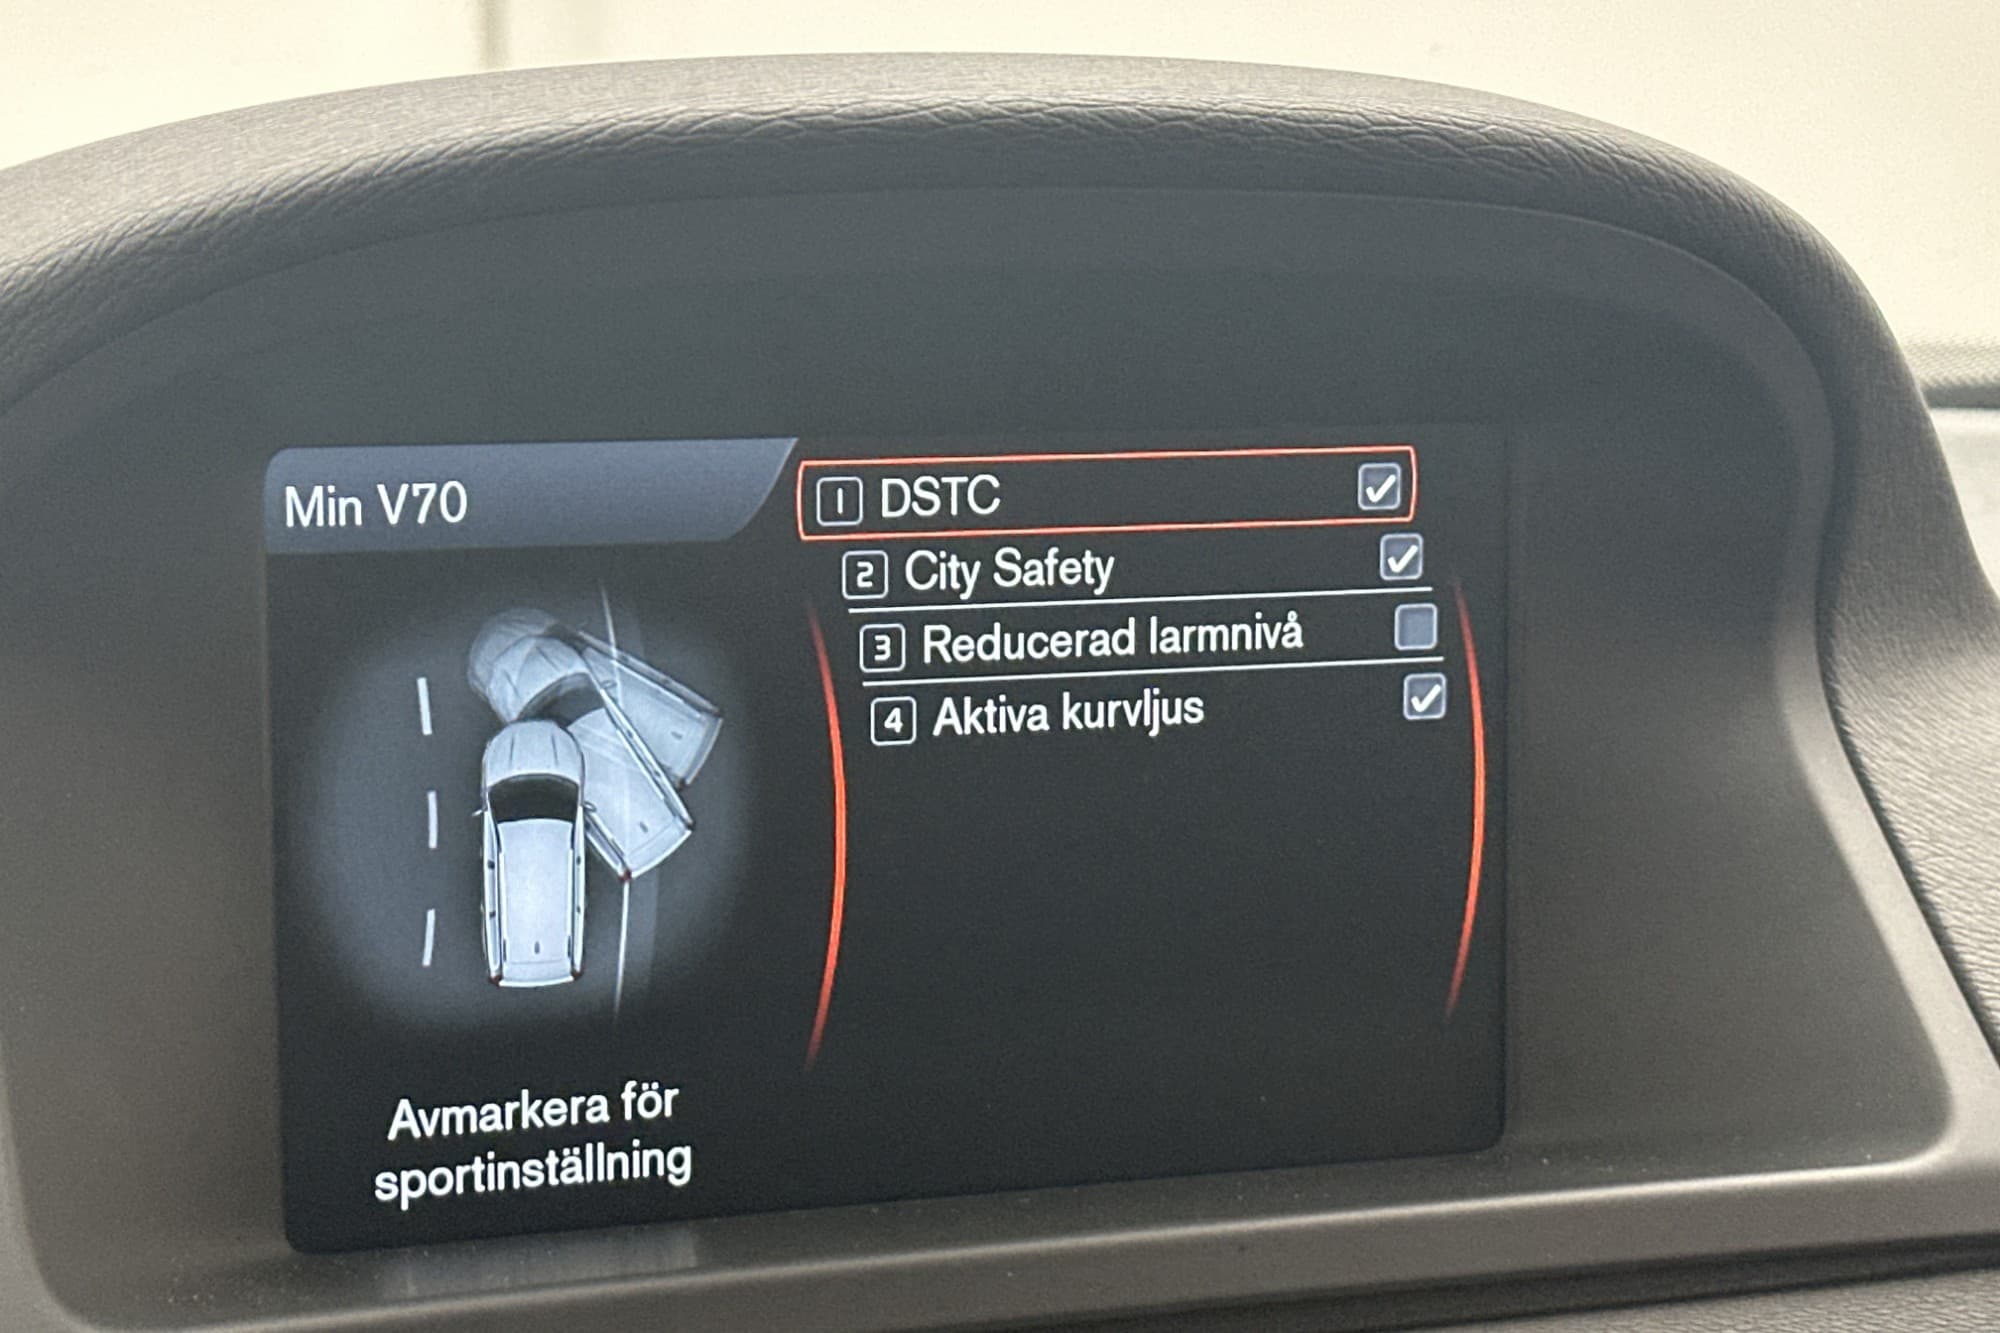 Min V70
1 DSTC
2 City Safety
3 Reducerad larmnivå
4 Aktiva kurvljus
Avmarkera för
sportinställning